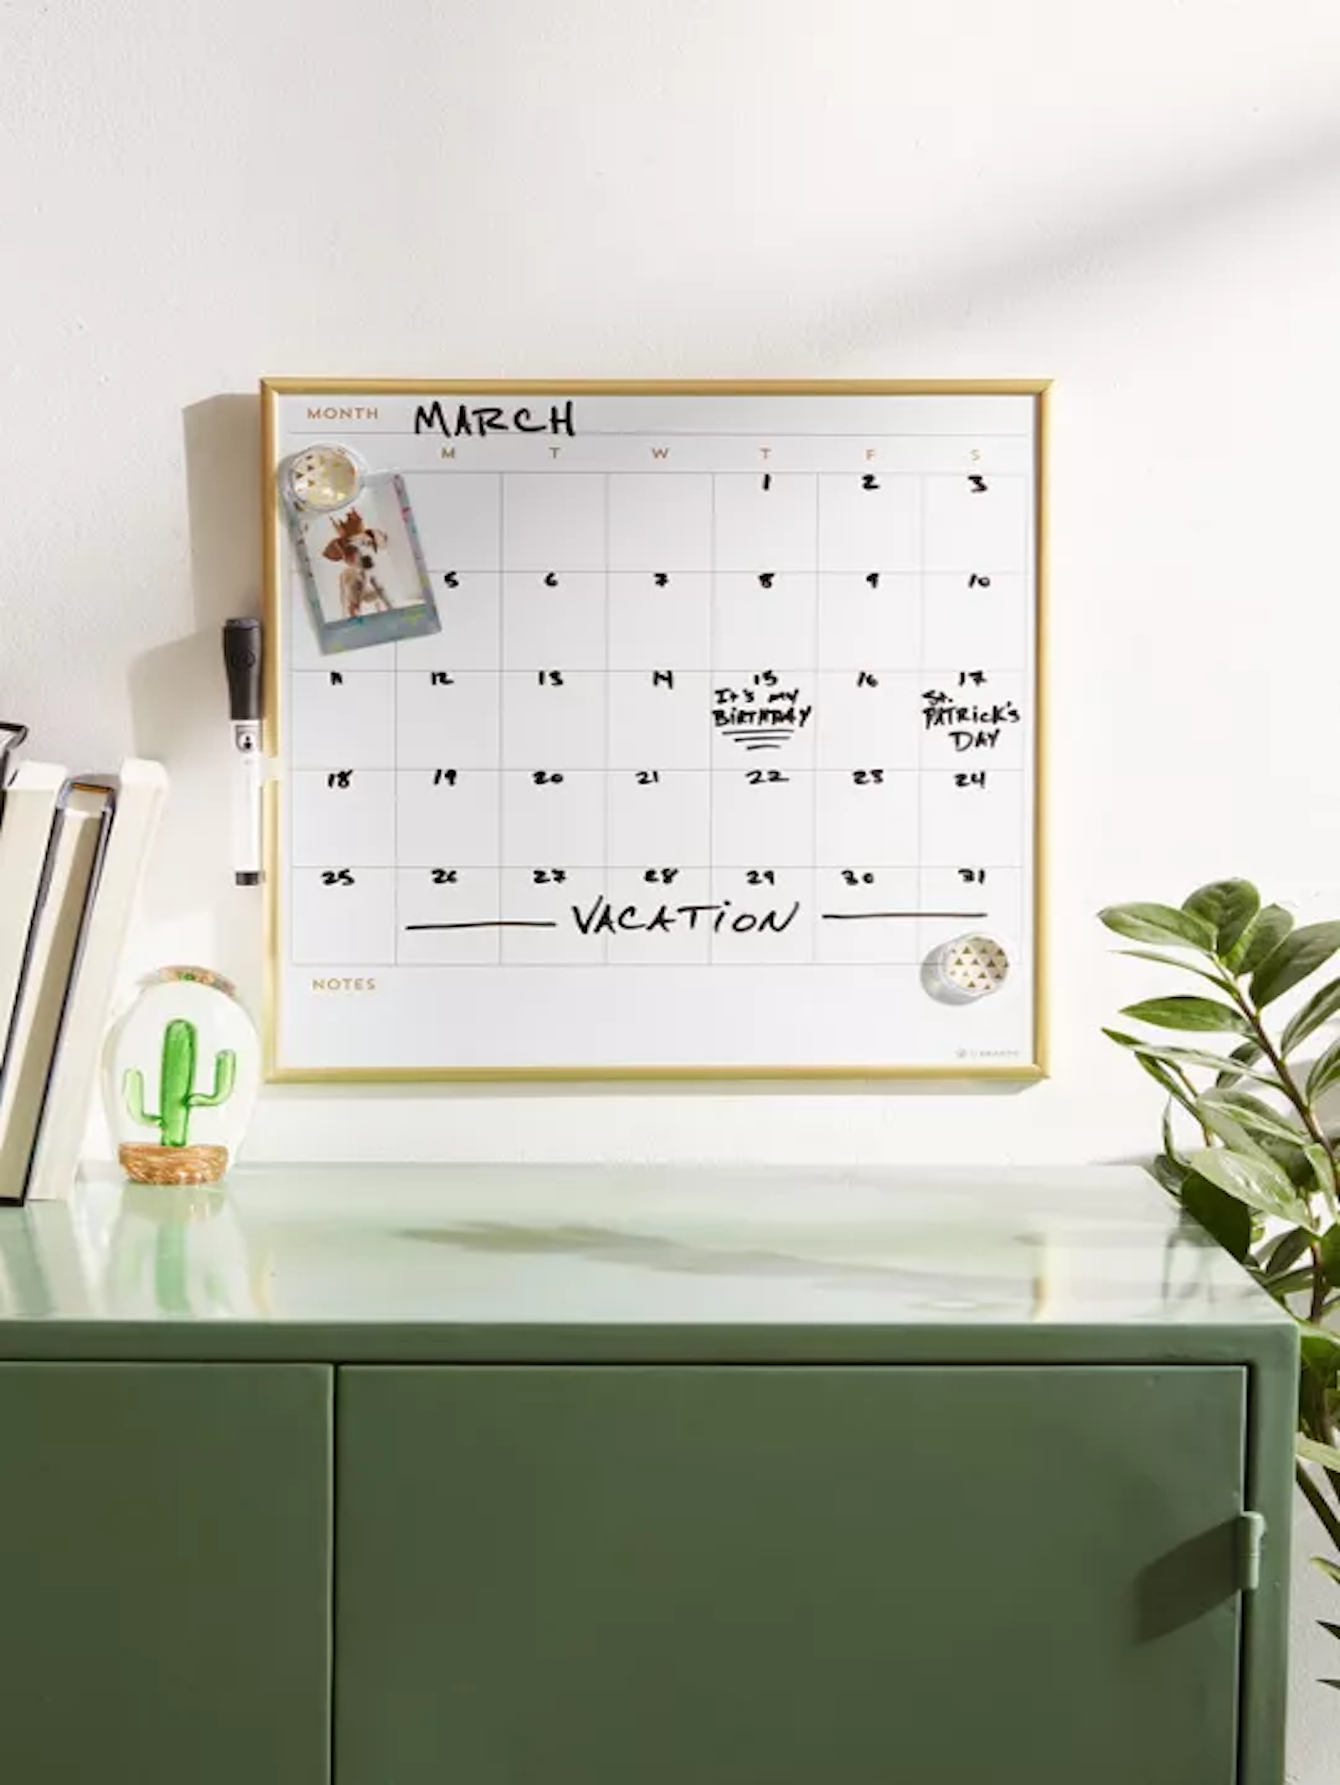 MONTH MARCH
M T W T F S
1 2 3
5 6 7 8 9 10
11 12 13 14 15 16 17
It's my
BIRTHDAY
St.
PATRICK'S
DAY
18 19 20 21 22 23 24
25 26 27 28 29 30 31
VACATION
NOTES